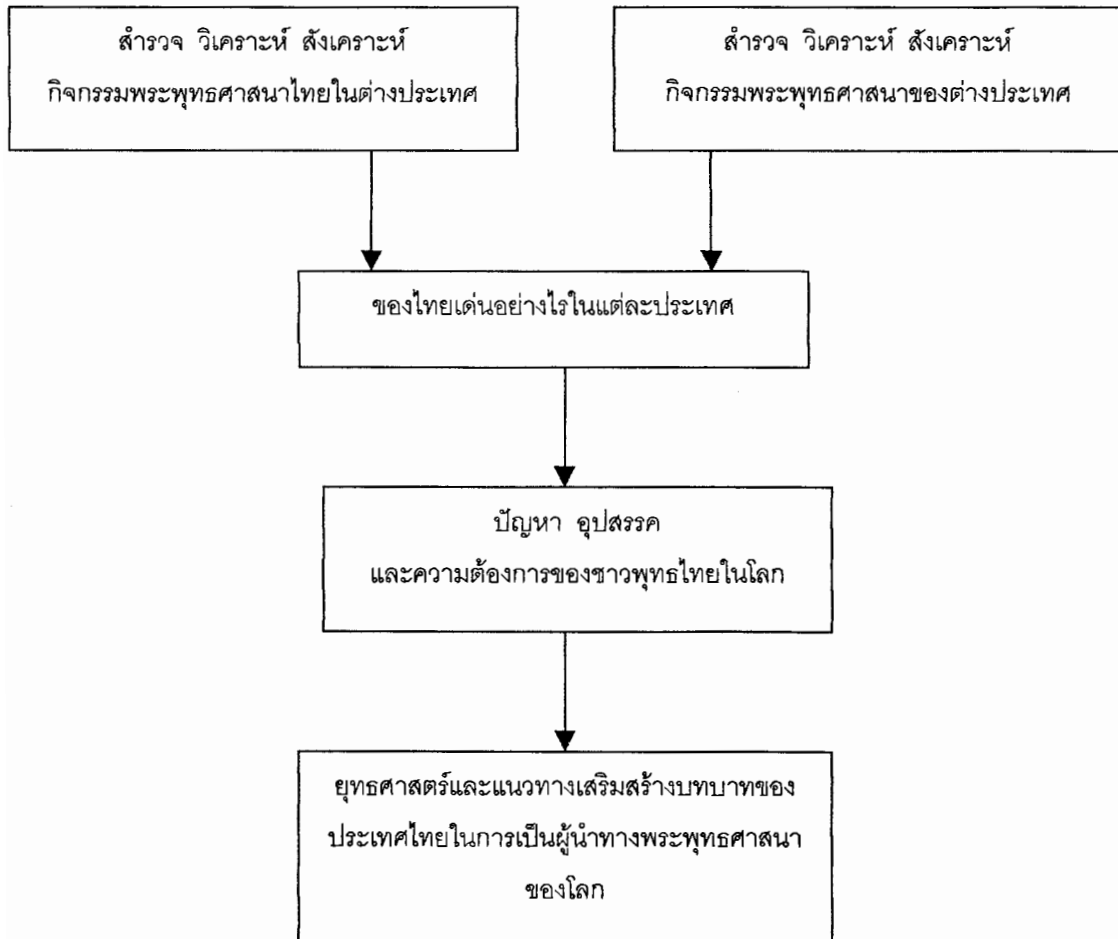 สำรวจ วิเคราะห์ สังเคราะห์
กิจกรรมพระพุทธศาสนาไทยในต่างประเทศ
สำรวจ วิเคราะห์ สังเคราะห์
กิจกรรมพระพุทธศาสนาของต่างประเทศ
ของไทยเด่นอย่างไรในแต่ละประเทศ
ปัญหา อุปสรรค
และความต้องการของชาวพุทธไทยในโลก
ยุทธศาสตร์และแนวทางเสริมสร้างบทบาทของ
ประเทศไทยในการเป็นผู้นำทางพระพุทธศาสนา
ของโลก